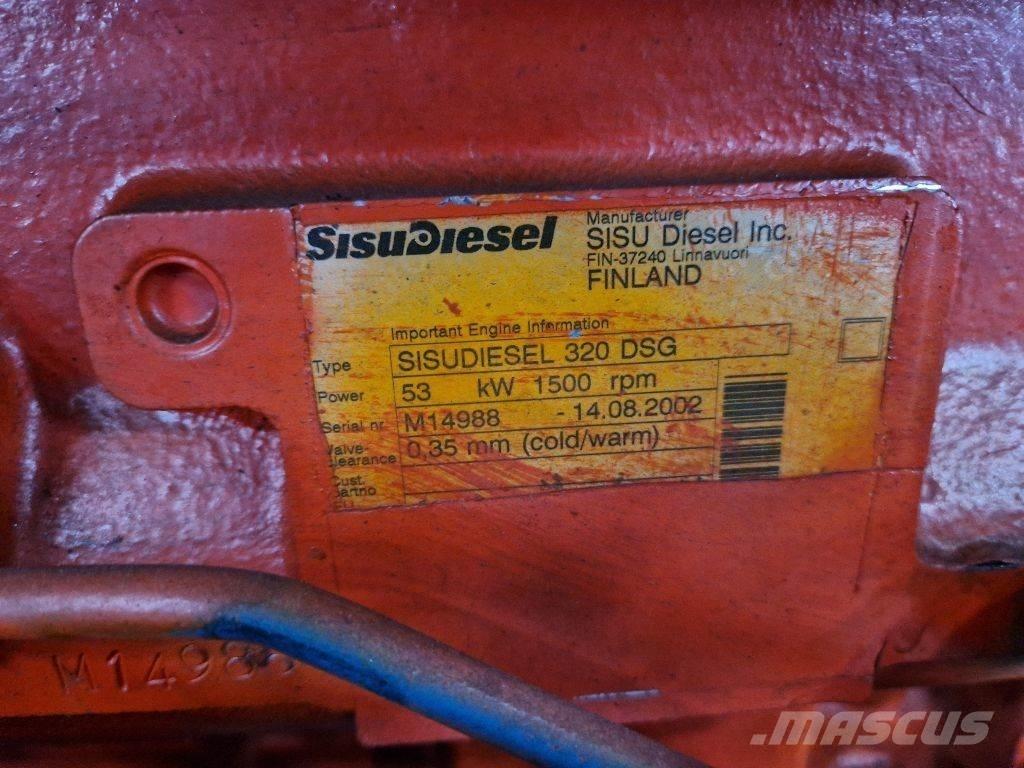 SisuDiesel
Manufacturer
SISU Diesel Inc.
FIN-37240 Linnavuori
FINLAND
Important Engine Information
Type SISUDIESEL 320 DSG
Power 53 kW 1500 rpm
Serial nr M14988 - 14.08.2002
Valve-
clearance 0,35 mm (cold/warm)
Cust.
partno
M14988
MASCUS